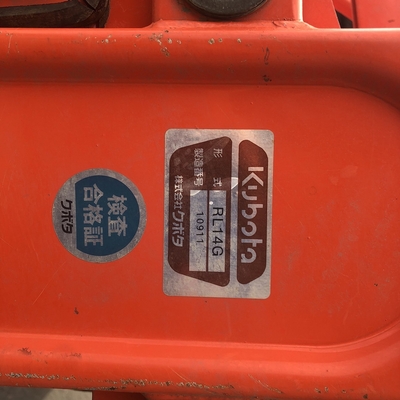 Kubota
形式 RL14G
製造番号 10911
株式会社クボタ
検査
合格証
クボタ